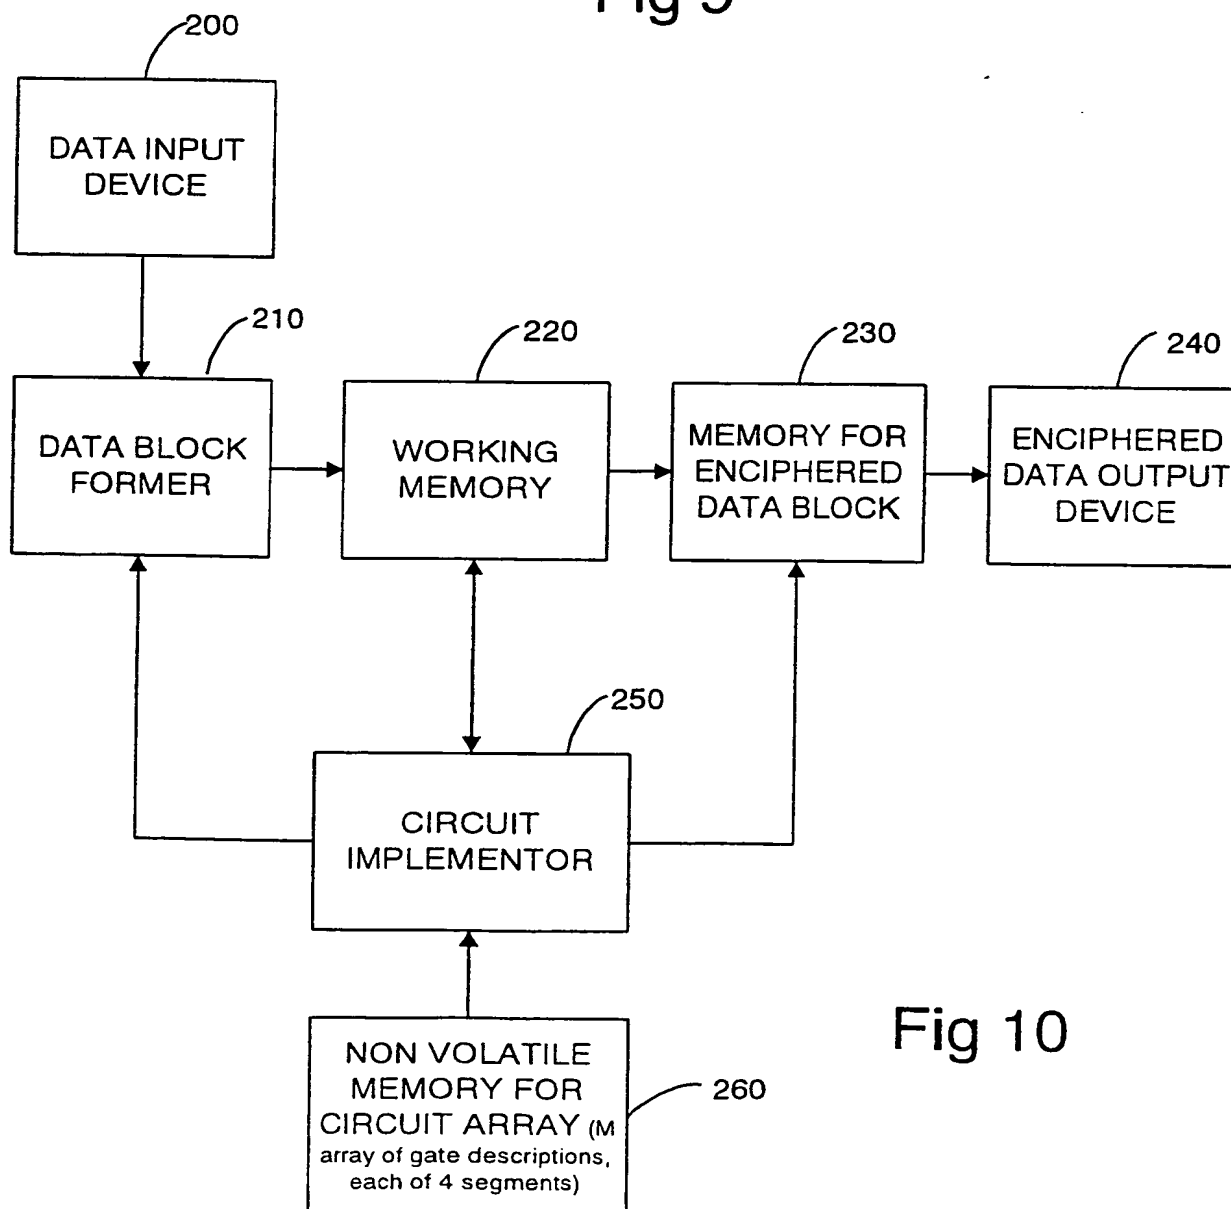 Fig 9
200
DATA INPUT
DEVICE
210
220
230
240
DATA BLOCK
FORMER
WORKING
MEMORY
MEMORY FOR
ENCIPHERED
DATA BLOCK
ENCIPHERED
DATA OUTPUT
DEVICE
250
CIRCUIT
IMPLEMENTOR
Fig 10
NON VOLATILE
MEMORY FOR
CIRCUIT ARRAY (M
array of gate descriptions,
each of 4 segments)
260